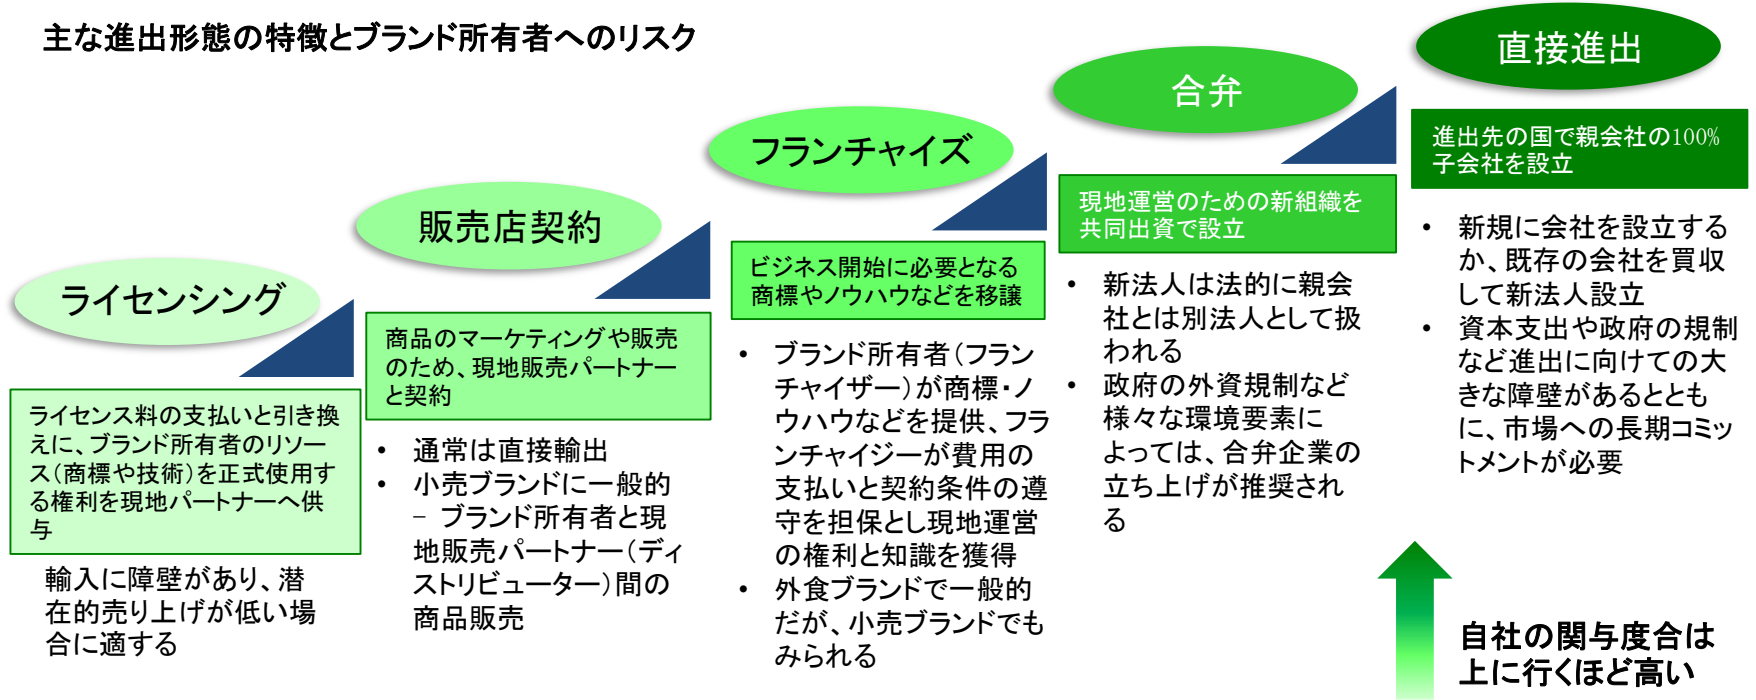 主な進出形態の特徴とブランド所有者へのリスク
ライセンシング
ライセンス料の支払いと引き換
えに、ブランド所有者のリソー
ス(商標や技術)を正式使用す
る権利を現地パートナーへ供
与
輸入に障壁があり、潜
在的売り上げが低い場
合に適する
販売店契約
商品のマーケティングや販売
のため、現地販売パートナー
と契約
• 通常は直接輸出
• 小売ブランドに一般的
– ブランド所有者と現
地販売パートナー(ディ
ストリビューター)間の
商品販売
フランチャイズ
ビジネス開始に必要となる
商標やノウハウなどを移譲
• ブランド所有者(フラン
チャイザー)が商標・ノ
ウハウなどを提供、フラ
ンチャイジーが費用の
支払いと契約条件の遵
守を担保とし現地運営
の権利と知識を獲得
• 外食ブランドで一般的
だが、小売ブランドでも
みられる
合弁
現地運営のための新組織を
共同出資で設立
• 新法人は法的に親会
社とは別法人として扱
われる
• 政府の外資規制など
様々な環境要素に
よっては、合弁企業の
立ち上げが推奨され
る
直接進出
進出先の国で親会社の100%
子会社を設立
• 新規に会社を設立する
か、既存の会社を買収
して新法人設立
• 資本支出や政府の規制
など進出に向けての大
きな障壁があるととも
に、市場への長期コミッ
トメントが必要
自社の関与度合は
上に行くほど高い